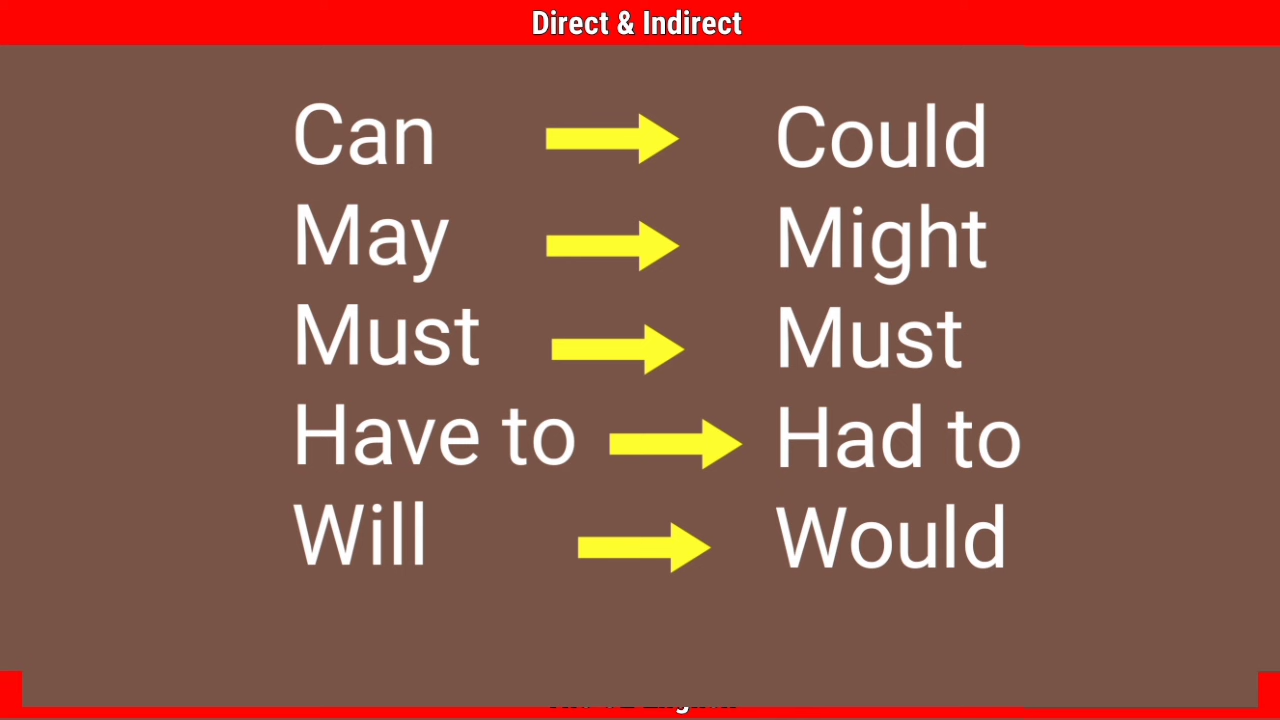 Direct & Indirect
Can Could
May Might
Must Must
Have to Had to
Will Would